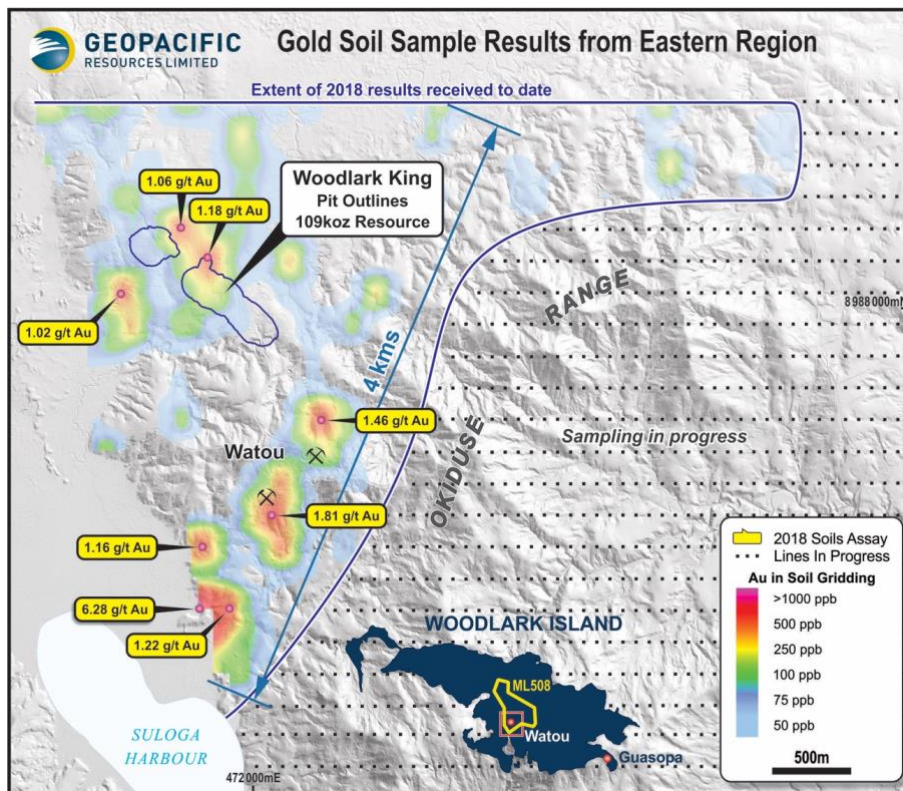 GEOPACIFIC
RESOURCES LIMITED
Gold Soil Sample Results from Eastern Region
Extent of 2018 results received to date
1.06 g/t Au
1.18 g/t Au
Woodlark King
Pit Outlines
109koz Resource
1.02 g/t Au
8 988 000mN
RANGE
4 kms
1.46 g/t Au
Watou
OKIDUSE
Sampling in progress
1.81 g/t Au
1.16 g/t Au
6.28 g/t Au
1.22 g/t Au
2018 Soils Assay
Lines In Progress
Au in Soil Gridding
>1000 ppb
500 ppb
250 ppb
100 ppb
75 ppb
50 ppb
500m
WOODLARK ISLAND
ML508
Watou
Guasopa
SULOGA
HARBOUR
472 000mE